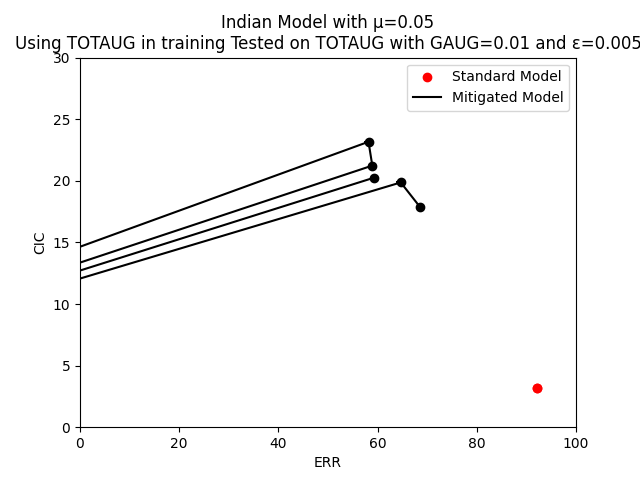 Indian Model with μ=0.05
Using TOTAUG in training Tested on TOTAUG with GAUG=0.01 and ε=0.005
Standard Model
Mitigated Model
30
25
20
15
10
5
0
CIC
0 20 40 60 80 100
ERR